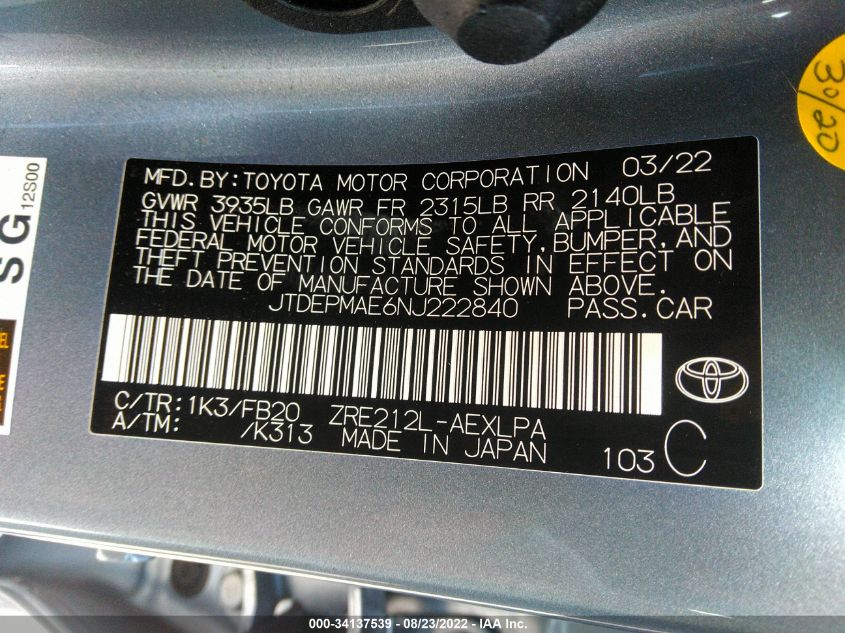 30/20
SG
12S00
EL
E
MFD.BY:TOYOTA MOTOR CORPORATION 03/22
GVWR 3935LB GAWR FR 2315LB RR 2140LB
THIS VEHICLE CONFORMS TO ALL APPLICABLE
FEDERAL MOTOR VEHICLE SAFETY,BUMPER,AND
THEFT PREVENTION STANDARDS IN EFFECT ON
THE DATE OF MANUFACTURE SHOWN ABOVE.
JTDEPMAE6NJ222840 PASS.CAR
C/TR:1K3/FB20 ZRE212L-AEXLPA
A/TM: /K313 MADE IN JAPAN 103 C
000-34137539 - 08/23/2022 - IAA Inc.